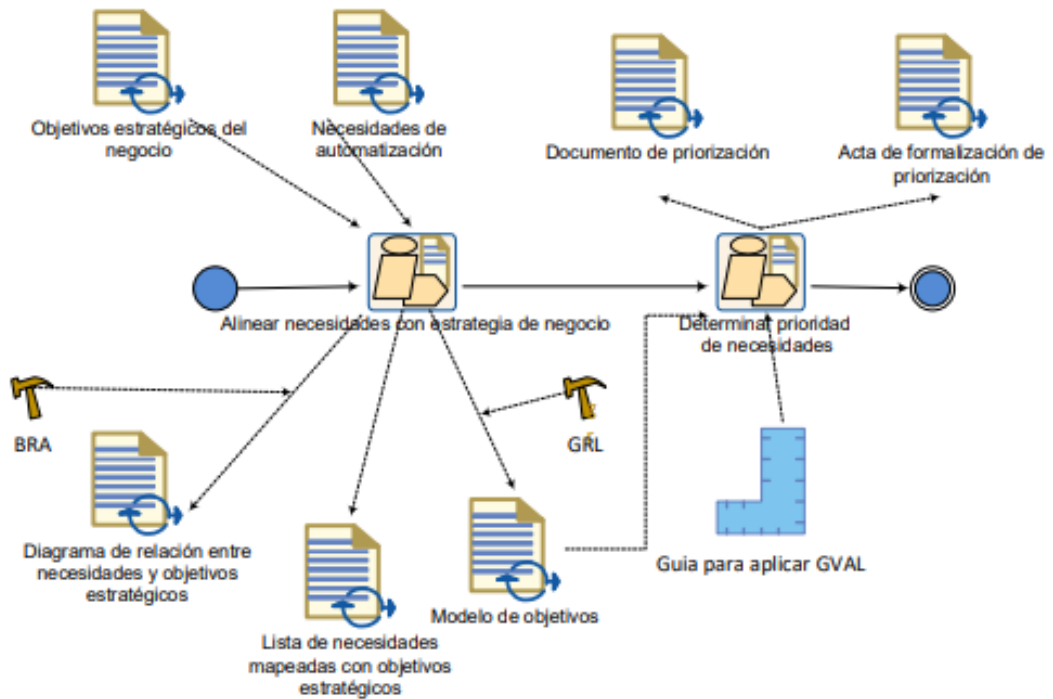 Objetivos estratégicos del
negocio
Necesidades de
automatización
Documento de priorización
Acta de formalización de
priorización
Alinear necesidades con estrategia de negocio
Determinar prioridad
de necesidades
BRA
GRL
Diagrama de relación entre
necesidades y objetivos
estratégicos
Lista de necesidades
mapeadas con objetivos
estratégicos
Modelo de objetivos
Guia para aplicar GVAL